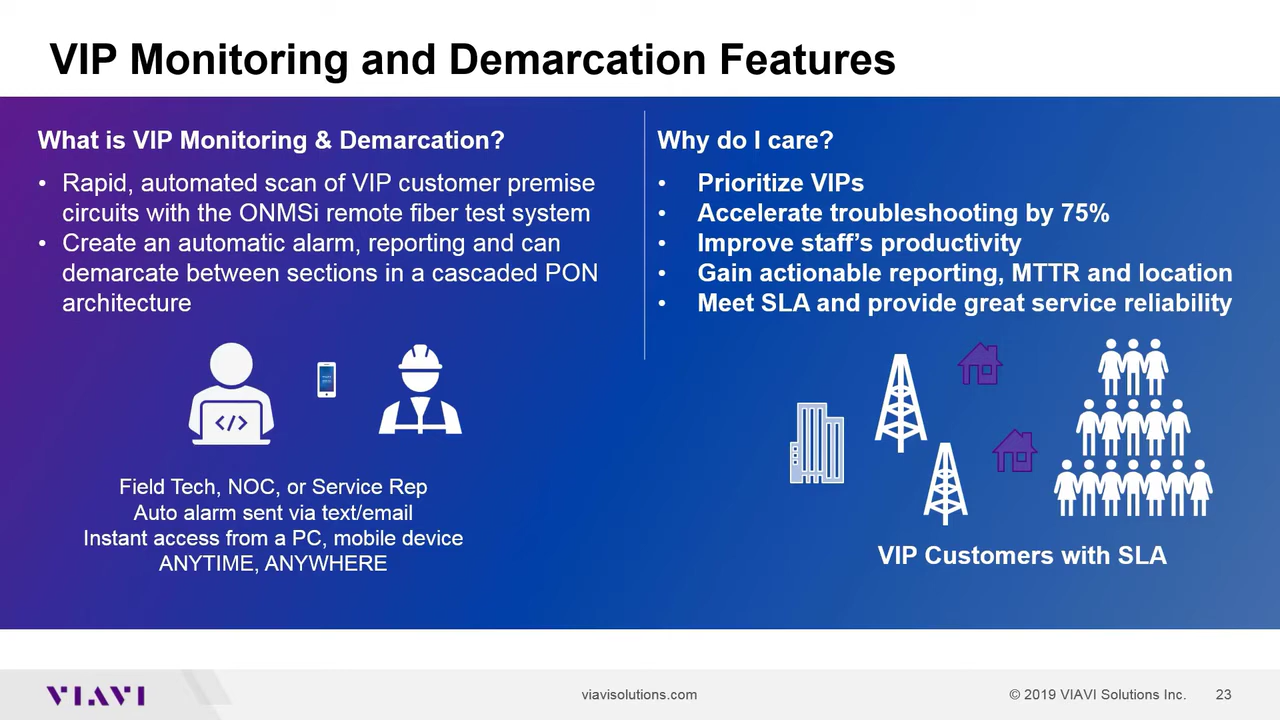 VIP Monitoring and Demarcation Features
What is VIP Monitoring & Demarcation?
• Rapid, automated scan of VIP customer premise
circuits with the ONMSi remote fiber test system
• Create an automatic alarm, reporting and can
demarcate between sections in a cascaded PON
architecture
</>
Field Tech, NOC, or Service Rep
Auto alarm sent via text/email
Instant access from a PC, mobile device
ANYTIME, ANYWHERE
Why do I care?
• Prioritize VIPs
• Accelerate troubleshooting by 75%
• Improve staff’s productivity
• Gain actionable reporting, MTTR and location
• Meet SLA and provide great service reliability
VIP Customers with SLA
VIAVI
viavisolutions.com
© 2019 VIAVI Solutions Inc.
23